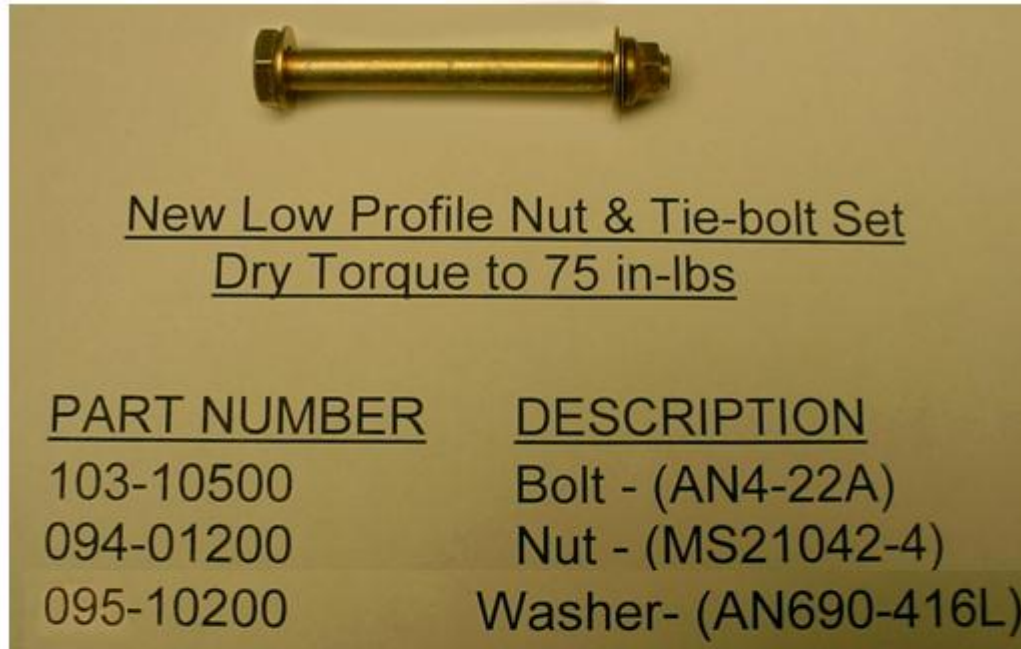 New Low Profile Nut & Tie-bolt Set
Dry Torque to 75 in-lbs
PART NUMBER DESCRIPTION
103-10500 Bolt - (AN4-22A)
094-01200 Nut - (MS21042-4)
095-10200 Washer- (AN690-416L)